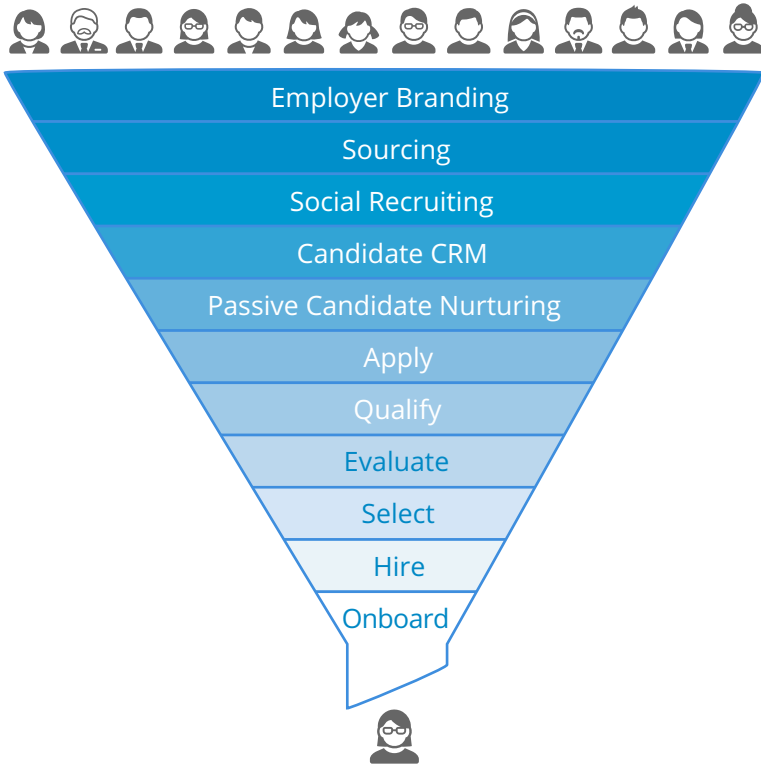 Employer Branding
Sourcing
Social Recruiting
Candidate CRM
Passive Candidate Nurturing
Apply
Qualify
Evaluate
Select
Hire
Onboard